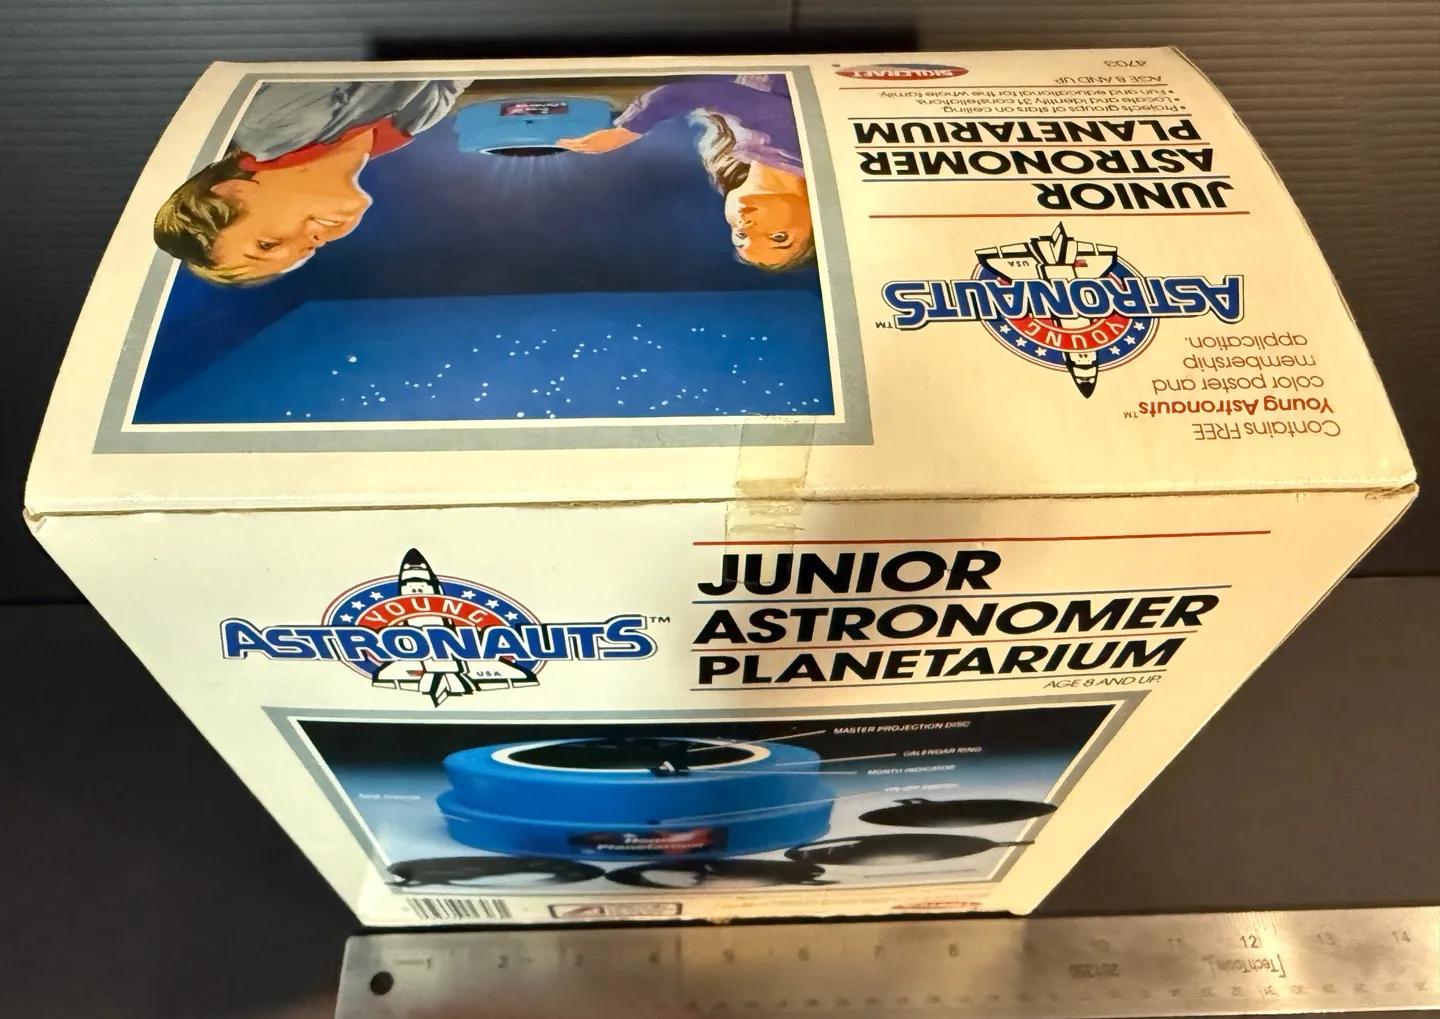 SKILCRAFT
4703
AGE 8 AND UP
• Projects groups of stars on ceiling
• Locate and identify 31 constellations
• Fun and educational for the whole family.
JUNIOR
ASTRONOMER
PLANETARIUM
USA
YOUNG
ASTRONAUTS™
Contains FREE
Young Astronauts™
color poster and
membership
application.
YOUNG
ASTRONAUTS™
USA
JUNIOR
ASTRONOMER
PLANETARIUM
AGE 8 AND UP.
MASTER PROJECTION DISC
CALENDAR RING
MONTH INDICATOR
Planetarium
1 2 3 4 5 6 7 8 9 10 11 12 13 14